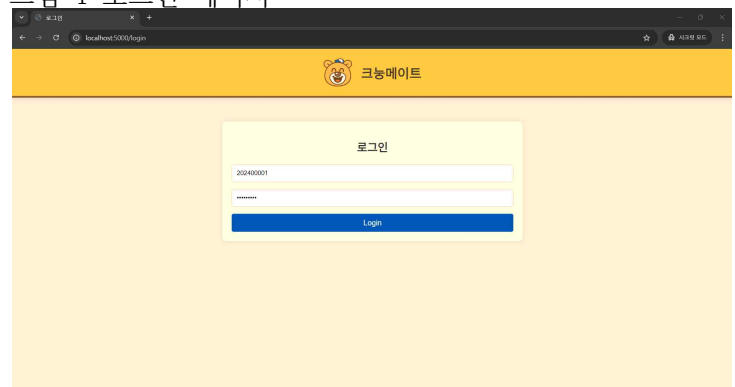 로그인
localhost:5000/login
시크릿 모드
크눙메이트
로그인
202400001
•••••••••
Login